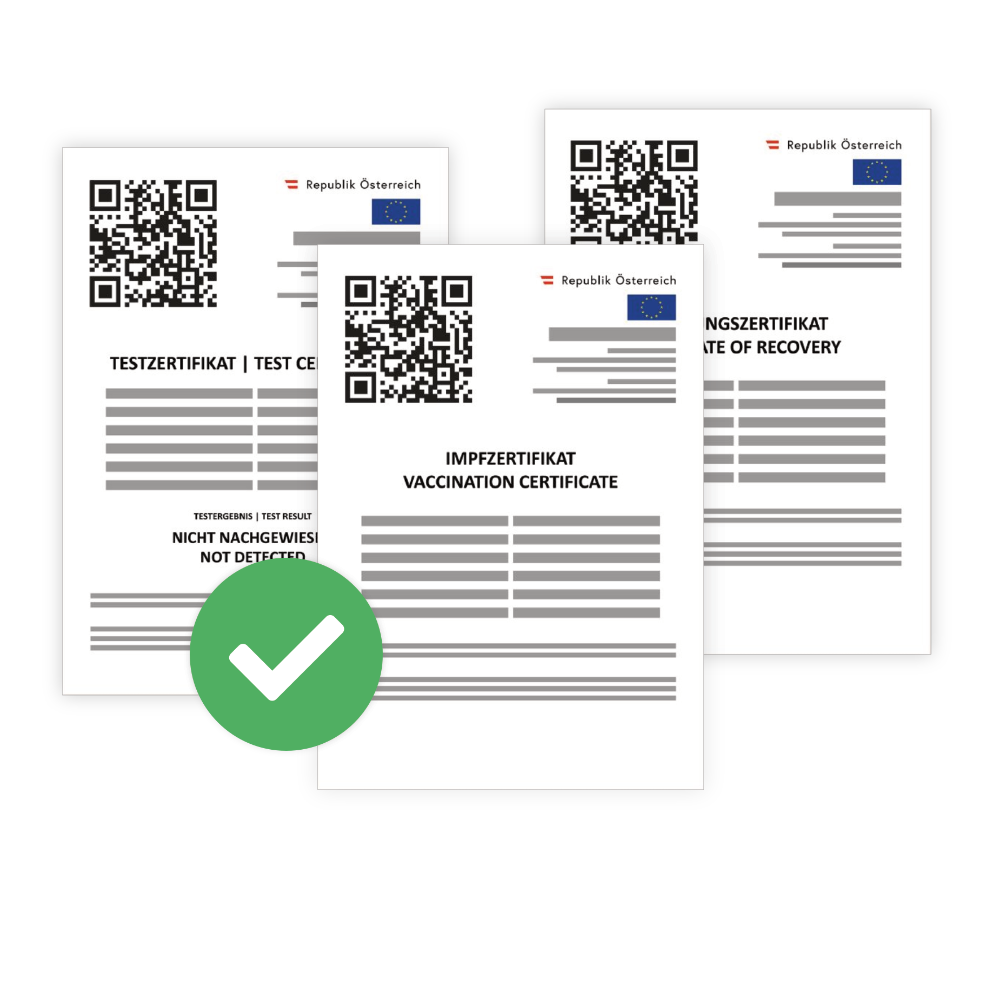 Republik Österreich
TESTZERTIFIKAT | TEST CE
TESTERGEBNIS | TEST RESULT
NICHT NACHGEWIES
NOT DETECTED
Republik Österreich
IMPFZERTIFIKAT
VACCINATION CERTIFICATE
Republik Österreich
NGSZERTIFIKAT
ATE OF RECOVERY